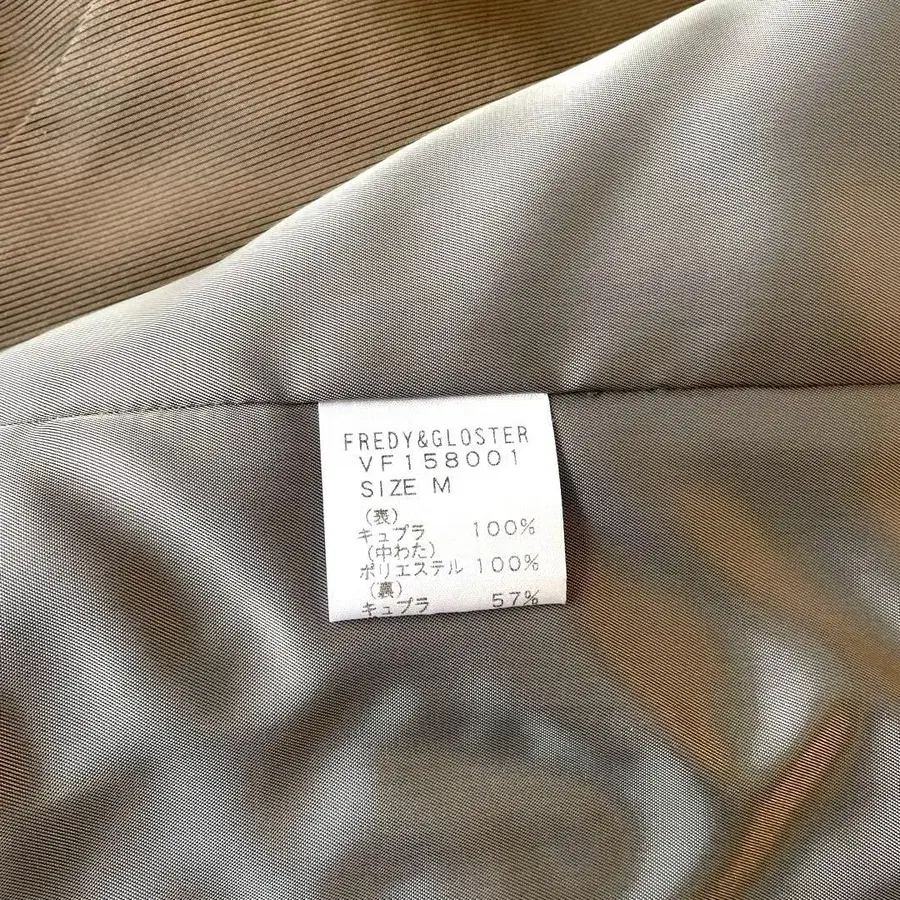 FREDY&GLOSTER
VF158001
SIZE M
(表)
キュプラ 100%
(中わた)
ポリエステル 100%
(裏)
キュプラ 57%